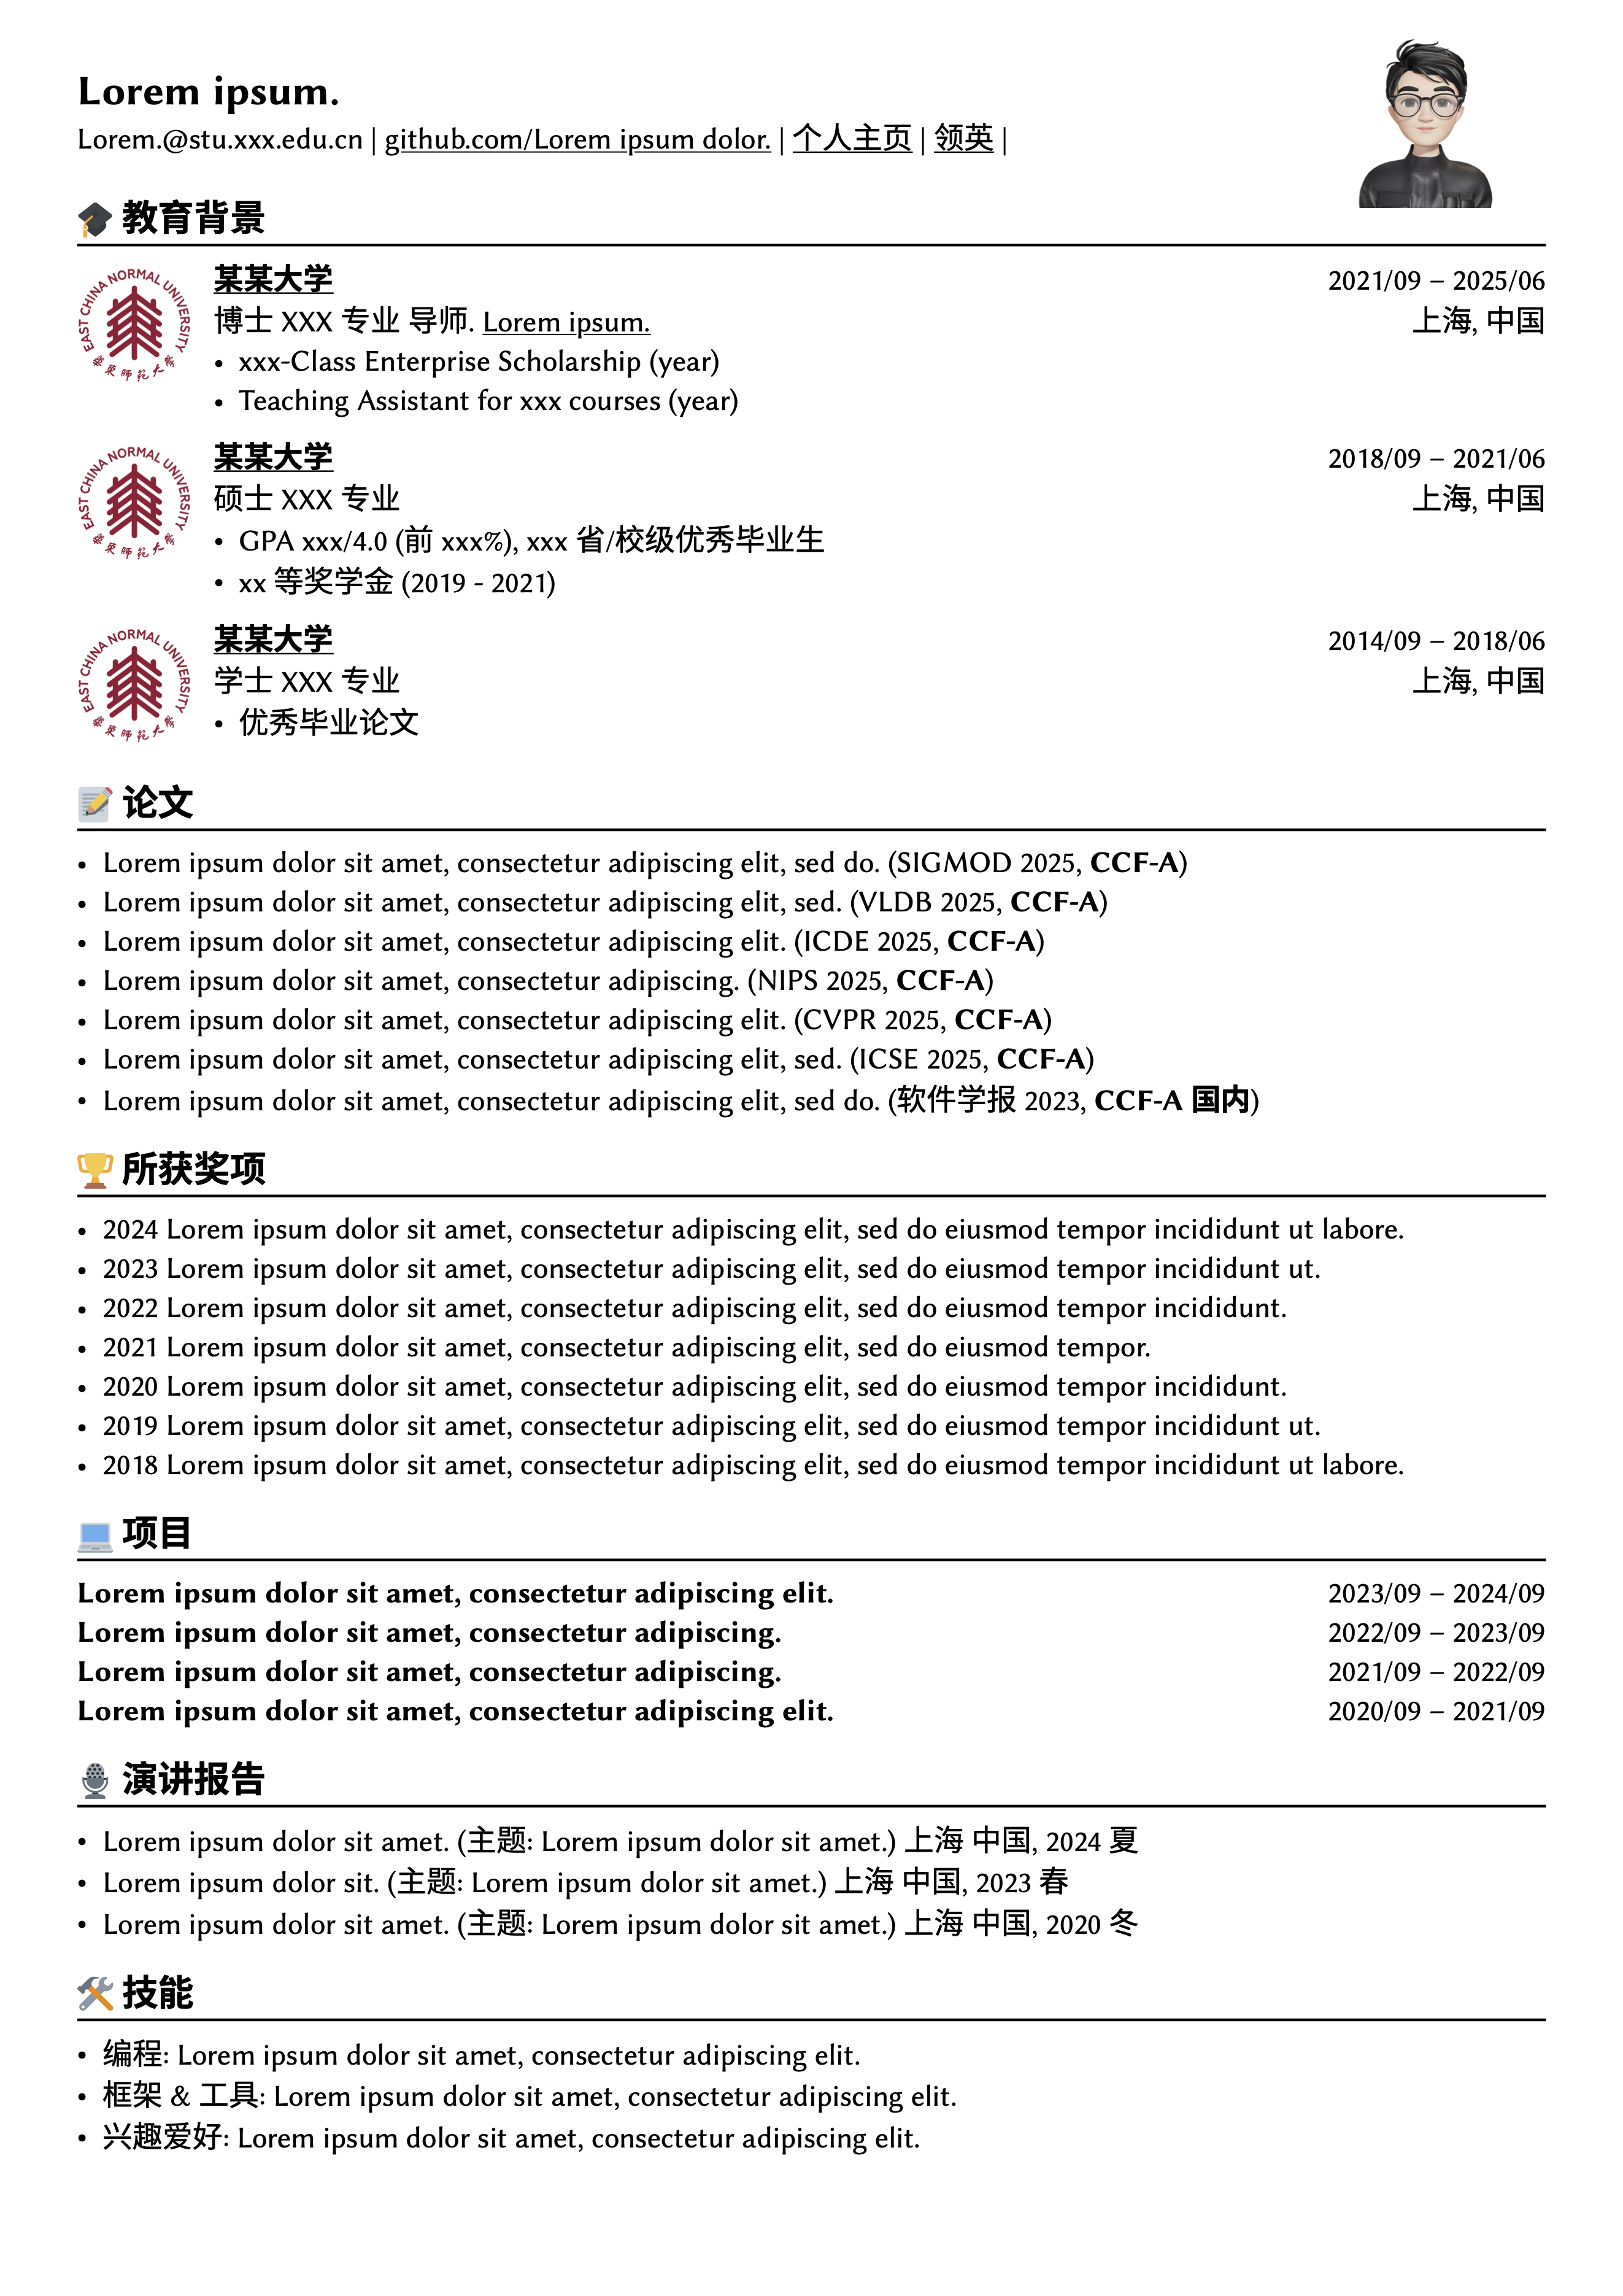 Lorem ipsum.
Lorem.@stu.xxx.edu.cn | github.com/Lorem ipsum dolor. | 个人主页 | 领英 |
教育背景
EAST CHINA NORMAL UNIVERSITY
华东师范大学
某某大学 2021/09 – 2025/06
博士 XXX 专业 导师. Lorem ipsum. 上海, 中国
• xxx-Class Enterprise Scholarship (year)
• Teaching Assistant for xxx courses (year)
EAST CHINA NORMAL UNIVERSITY
华东师范大学
某某大学 2018/09 – 2021/06
硕士 XXX 专业 上海, 中国
• GPA xxx/4.0 (前 xxx%), xxx 省/校级优秀毕业生
• xx 等奖学金 (2019 - 2021)
EAST CHINA NORMAL UNIVERSITY
华东师范大学
某某大学 2014/09 – 2018/06
学士 XXX 专业 上海, 中国
• 优秀毕业论文
论文
• Lorem ipsum dolor sit amet, consectetur adipiscing elit, sed do. (SIGMOD 2025, CCF-A)
• Lorem ipsum dolor sit amet, consectetur adipiscing elit, sed. (VLDB 2025, CCF-A)
• Lorem ipsum dolor sit amet, consectetur adipiscing elit. (ICDE 2025, CCF-A)
• Lorem ipsum dolor sit amet, consectetur adipiscing. (NIPS 2025, CCF-A)
• Lorem ipsum dolor sit amet, consectetur adipiscing elit. (CVPR 2025, CCF-A)
• Lorem ipsum dolor sit amet, consectetur adipiscing elit, sed. (ICSE 2025, CCF-A)
• Lorem ipsum dolor sit amet, consectetur adipiscing elit, sed do. (软件学报 2023, CCF-A 国内)
所获奖项
• 2024 Lorem ipsum dolor sit amet, consectetur adipiscing elit, sed do eiusmod tempor incididunt ut labore.
• 2023 Lorem ipsum dolor sit amet, consectetur adipiscing elit, sed do eiusmod tempor incididunt ut.
• 2022 Lorem ipsum dolor sit amet, consectetur adipiscing elit, sed do eiusmod tempor incididunt.
• 2021 Lorem ipsum dolor sit amet, consectetur adipiscing elit, sed do eiusmod tempor.
• 2020 Lorem ipsum dolor sit amet, consectetur adipiscing elit, sed do eiusmod tempor incididunt.
• 2019 Lorem ipsum dolor sit amet, consectetur adipiscing elit, sed do eiusmod tempor incididunt ut.
• 2018 Lorem ipsum dolor sit amet, consectetur adipiscing elit, sed do eiusmod tempor incididunt ut labore.
项目
Lorem ipsum dolor sit amet, consectetur adipiscing elit. 2023/09 – 2024/09
Lorem ipsum dolor sit amet, consectetur adipiscing. 2022/09 – 2023/09
Lorem ipsum dolor sit amet, consectetur adipiscing. 2021/09 – 2022/09
Lorem ipsum dolor sit amet, consectetur adipiscing elit. 2020/09 – 2021/09
演讲报告
• Lorem ipsum dolor sit amet. (主题: Lorem ipsum dolor sit amet.) 上海 中国, 2024 夏
• Lorem ipsum dolor sit. (主题: Lorem ipsum dolor sit amet.) 上海 中国, 2023 春
• Lorem ipsum dolor sit amet. (主题: Lorem ipsum dolor sit amet.) 上海 中国, 2020 冬
技能
• 编程: Lorem ipsum dolor sit amet, consectetur adipiscing elit.
• 框架 & 工具: Lorem ipsum dolor sit amet, consectetur adipiscing elit.
• 兴趣爱好: Lorem ipsum dolor sit amet, consectetur adipiscing elit.